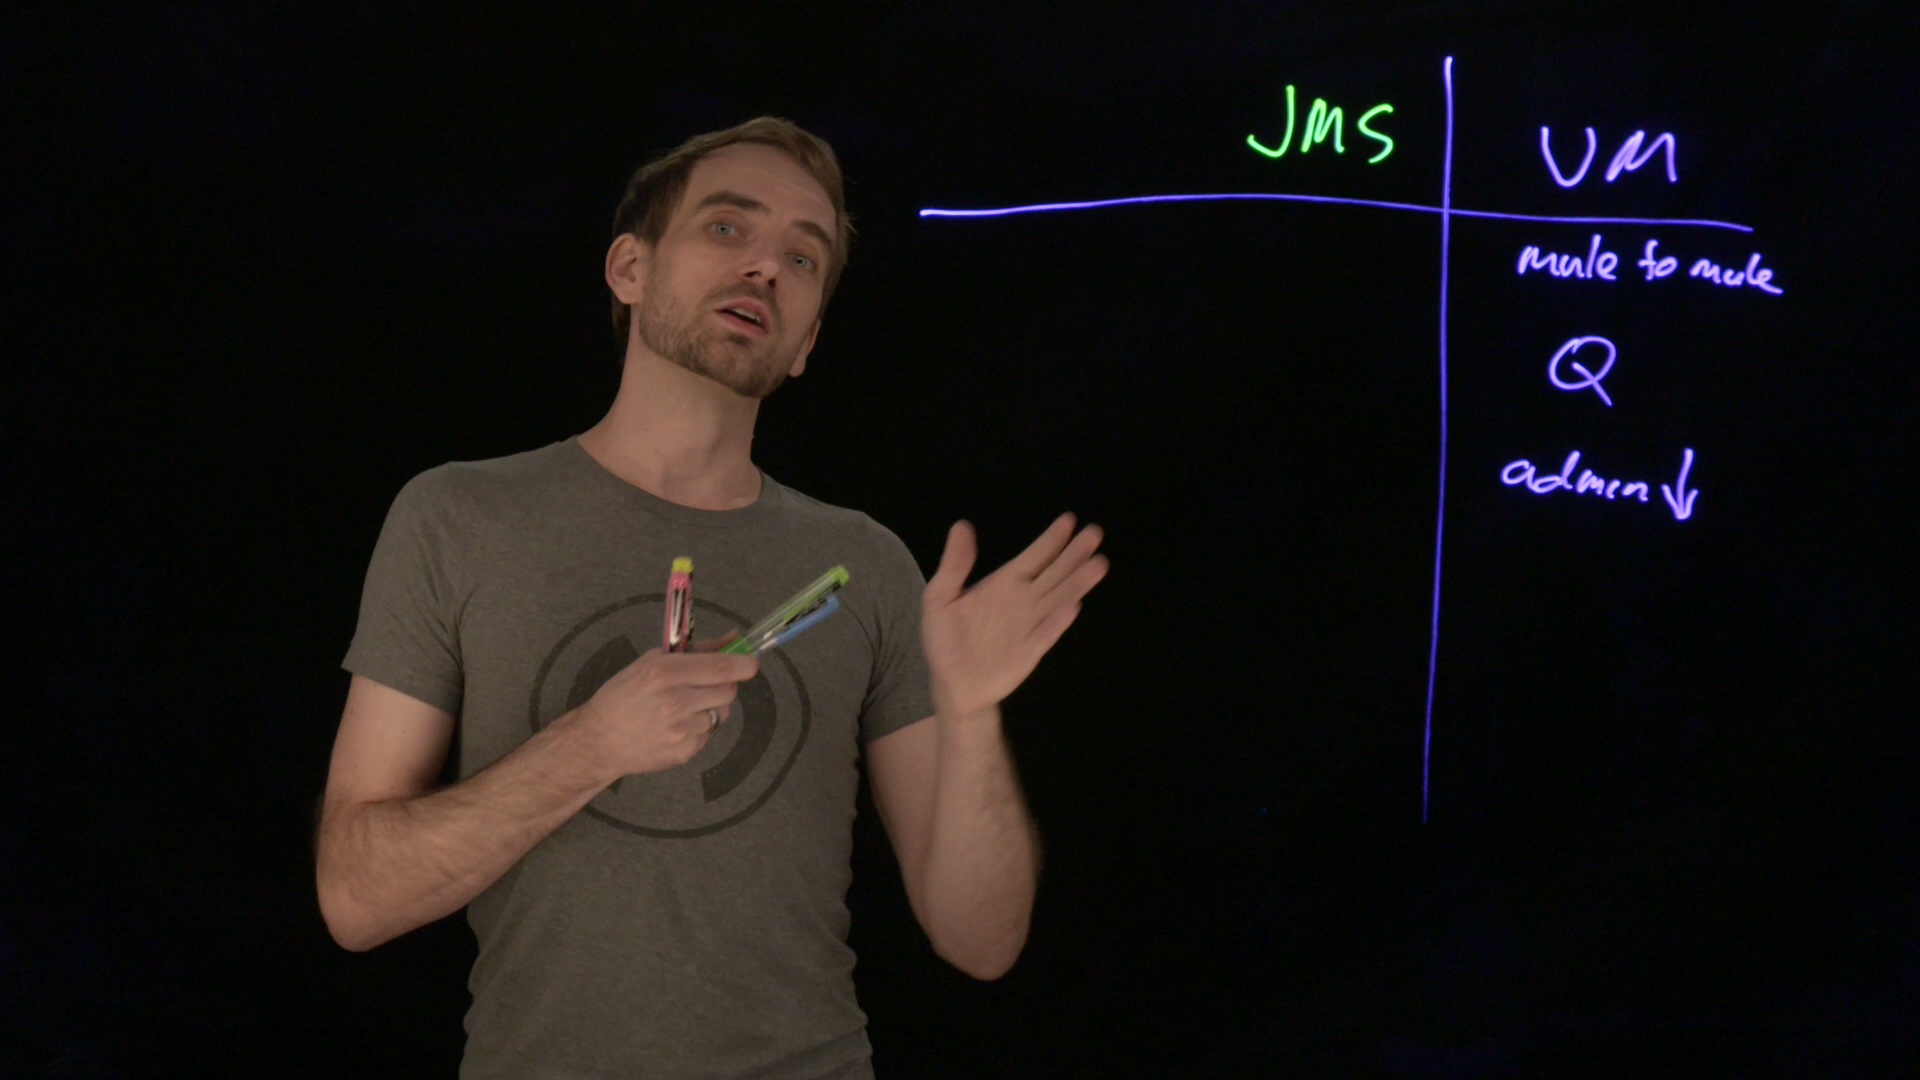 JMS
VM
mule to mule
Q
admin ↓